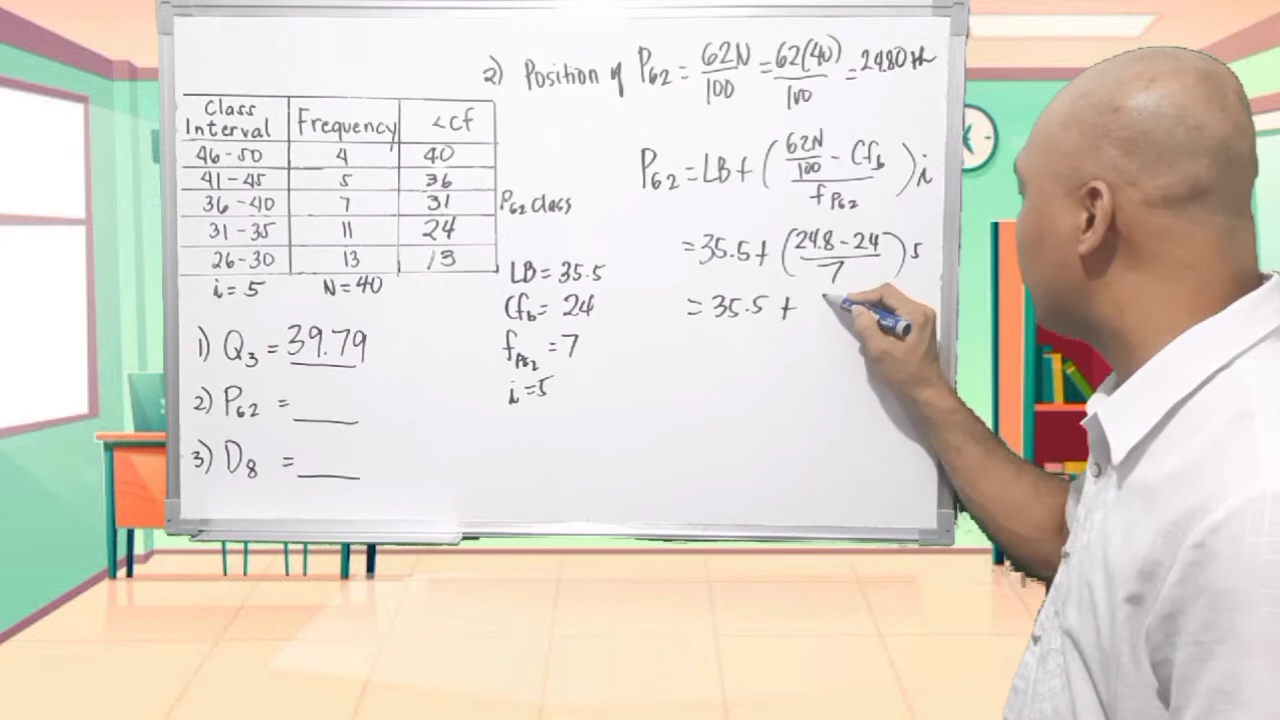 2) Position of P62 = 62N/100 = 62(40)/100 = 24.80th
Class Interval | Frequency | <cf
46-50 | 4 | 40
41-45 | 5 | 36
36-40 | 7 | 31
31-35 | 11 | 24
26-30 | 13 | 13
i=5 N=40
1) Q3 = 39.79
2) P62 = ___
3) D8 = ___
P62 class
LB = 35.5
Cfb = 24
fP62 = 7
i=5
P62 = LB + (62N/100 - Cfb / fP62) i
= 35.5 + (24.8-24 / 7) 5
= 35.5 +